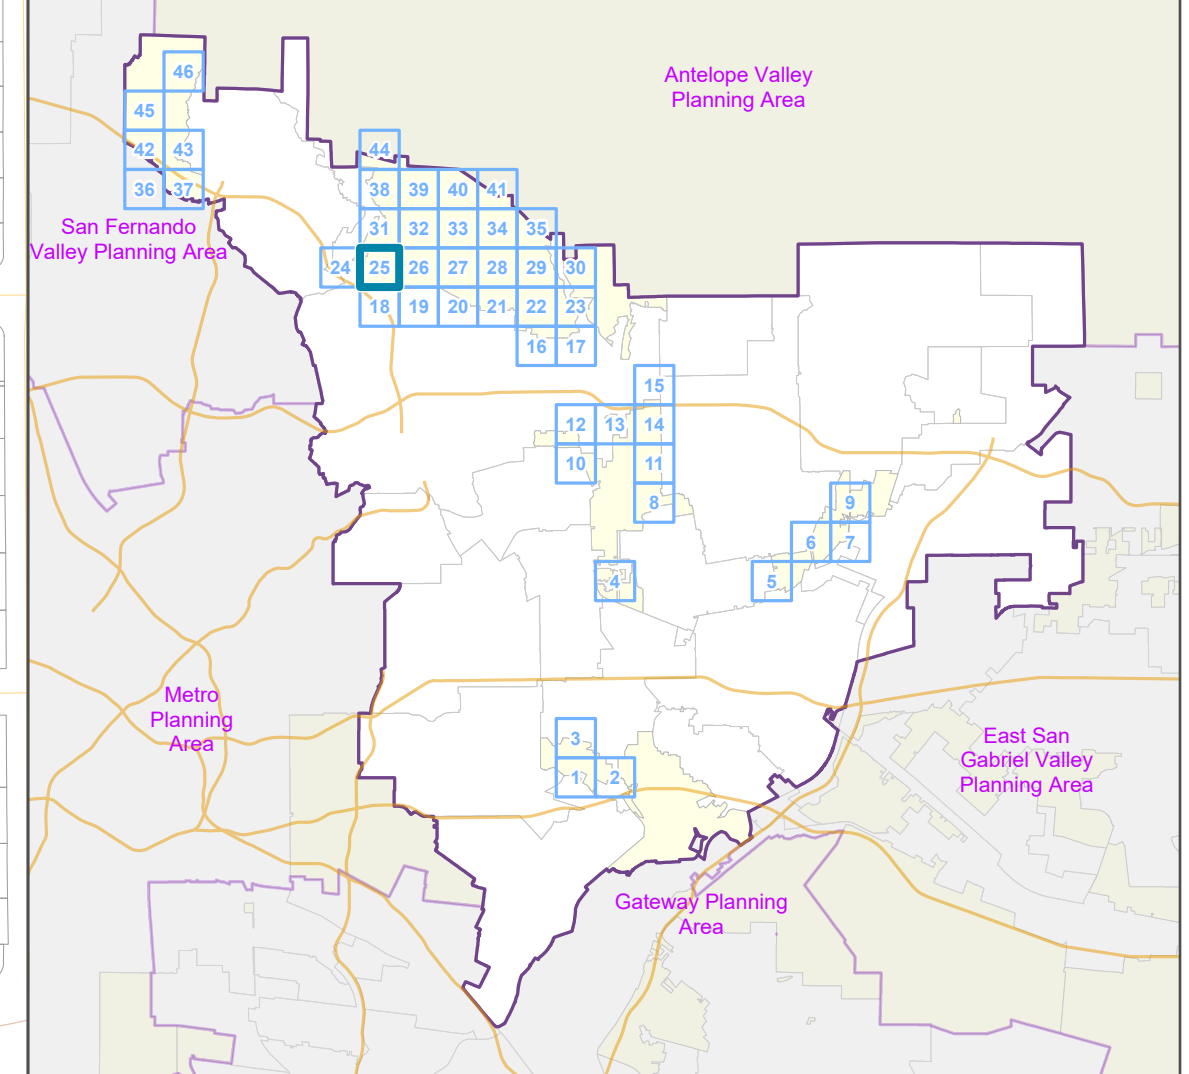 Antelope Valley
Planning Area
46
45
42 43
44
36 37
38 39 40 41
San Fernando
Valley Planning Area
31 32 33 34 35
24 25 26 27 28 29 30
18 19 20 21 22 23
16 17
15
12 13 14
10 11
8 9
6 7
4 5
Metro
Planning
Area
3
1 2
East San
Gabriel Valley
Planning Area
Gateway Planning
Area